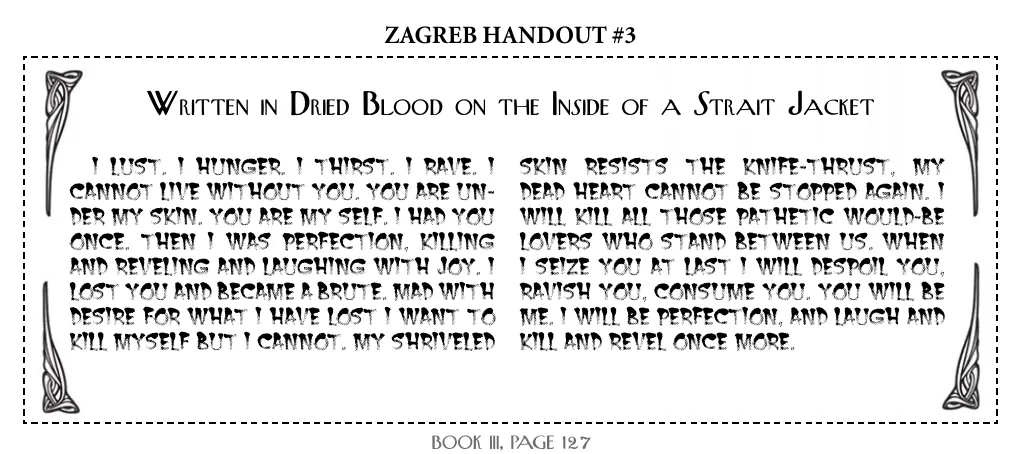 ZAGREB HANDOUT #3
Written in Dried Blood on the Inside of a Strait Jacket
I LUST. I HUNGER. I THIRST. I RAVE. I
CANNOT LIVE WITHOUT YOU. YOU ARE UN-
DER MY SKIN. YOU ARE MY SELF. I HAD YOU
ONCE. THEN I WAS PERFECTION, KILLING
AND REVELING AND LAUGHING WITH JOY. I
LOST YOU AND BECAME A BRUTE. MAD WITH
DESIRE FOR WHAT I HAVE LOST I WANT TO
KILL MYSELF BUT I CANNOT. MY SHRIVELED
SKIN RESISTS THE KNIFE-THRUST, MY
DEAD HEART CANNOT BE STOPPED AGAIN. I
WILL KILL ALL THOSE PATHETIC WOULD-BE
LOVERS WHO STAND BETWEEN US. WHEN
I SEIZE YOU AT LAST I WILL DESPOIL YOU,
RAVISH YOU, CONSUME YOU. YOU WILL BE
ME. I WILL BE PERFECTION, AND LAUGH AND
KILL AND REVEL ONCE MORE.
BOOK III, PAGE 127